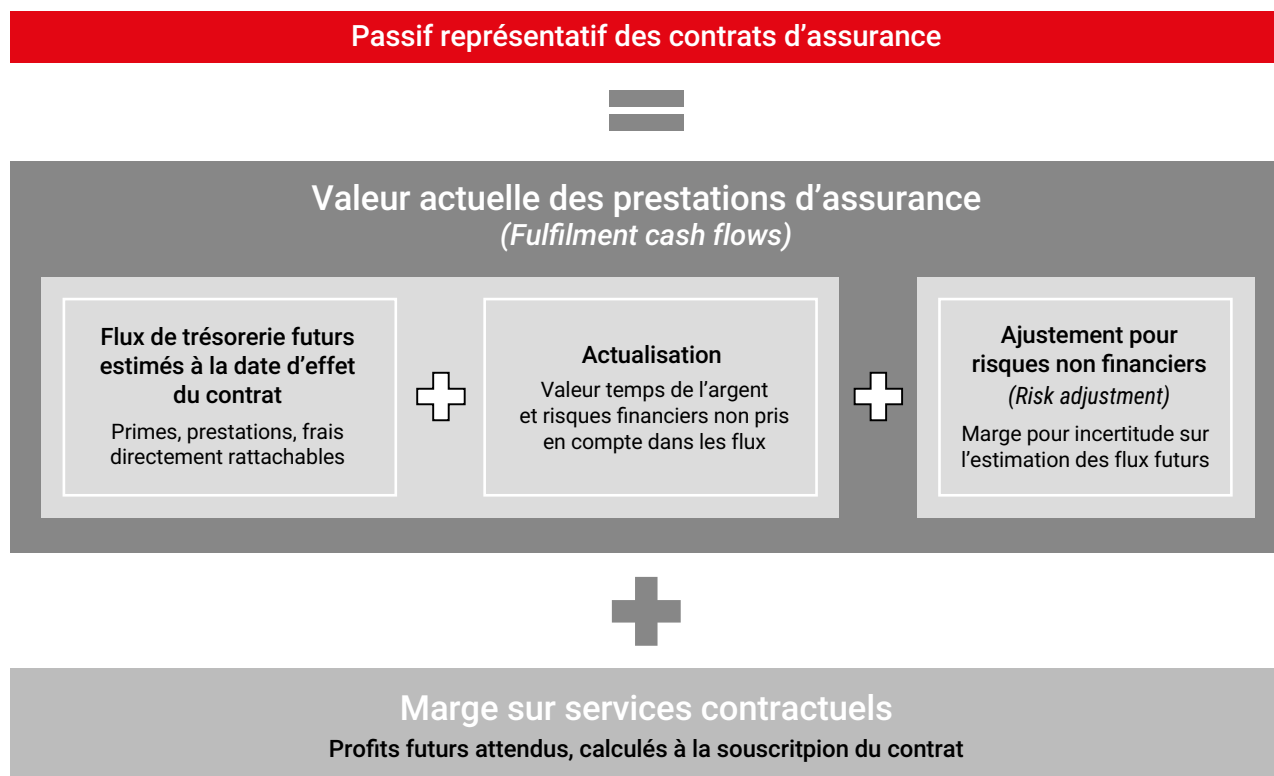 Passif représentatif des contrats d'assurance
Valeur actuelle des prestations d'assurance
(Fulfilment cash flows)
Flux de trésorerie futurs
estimés à la date d'effet
du contrat
Primes, prestations, frais
directement rattachables
Actualisation
Valeur temps de l'argent
et risques financiers non pris
en compte dans les flux
Ajustement pour
risques non financiers
(Risk adjustment)
Marge pour incertitude sur
l'estimation des flux futurs
Marge sur services contractuels
Profits futurs attendus, calculés à la souscritpion du contrat